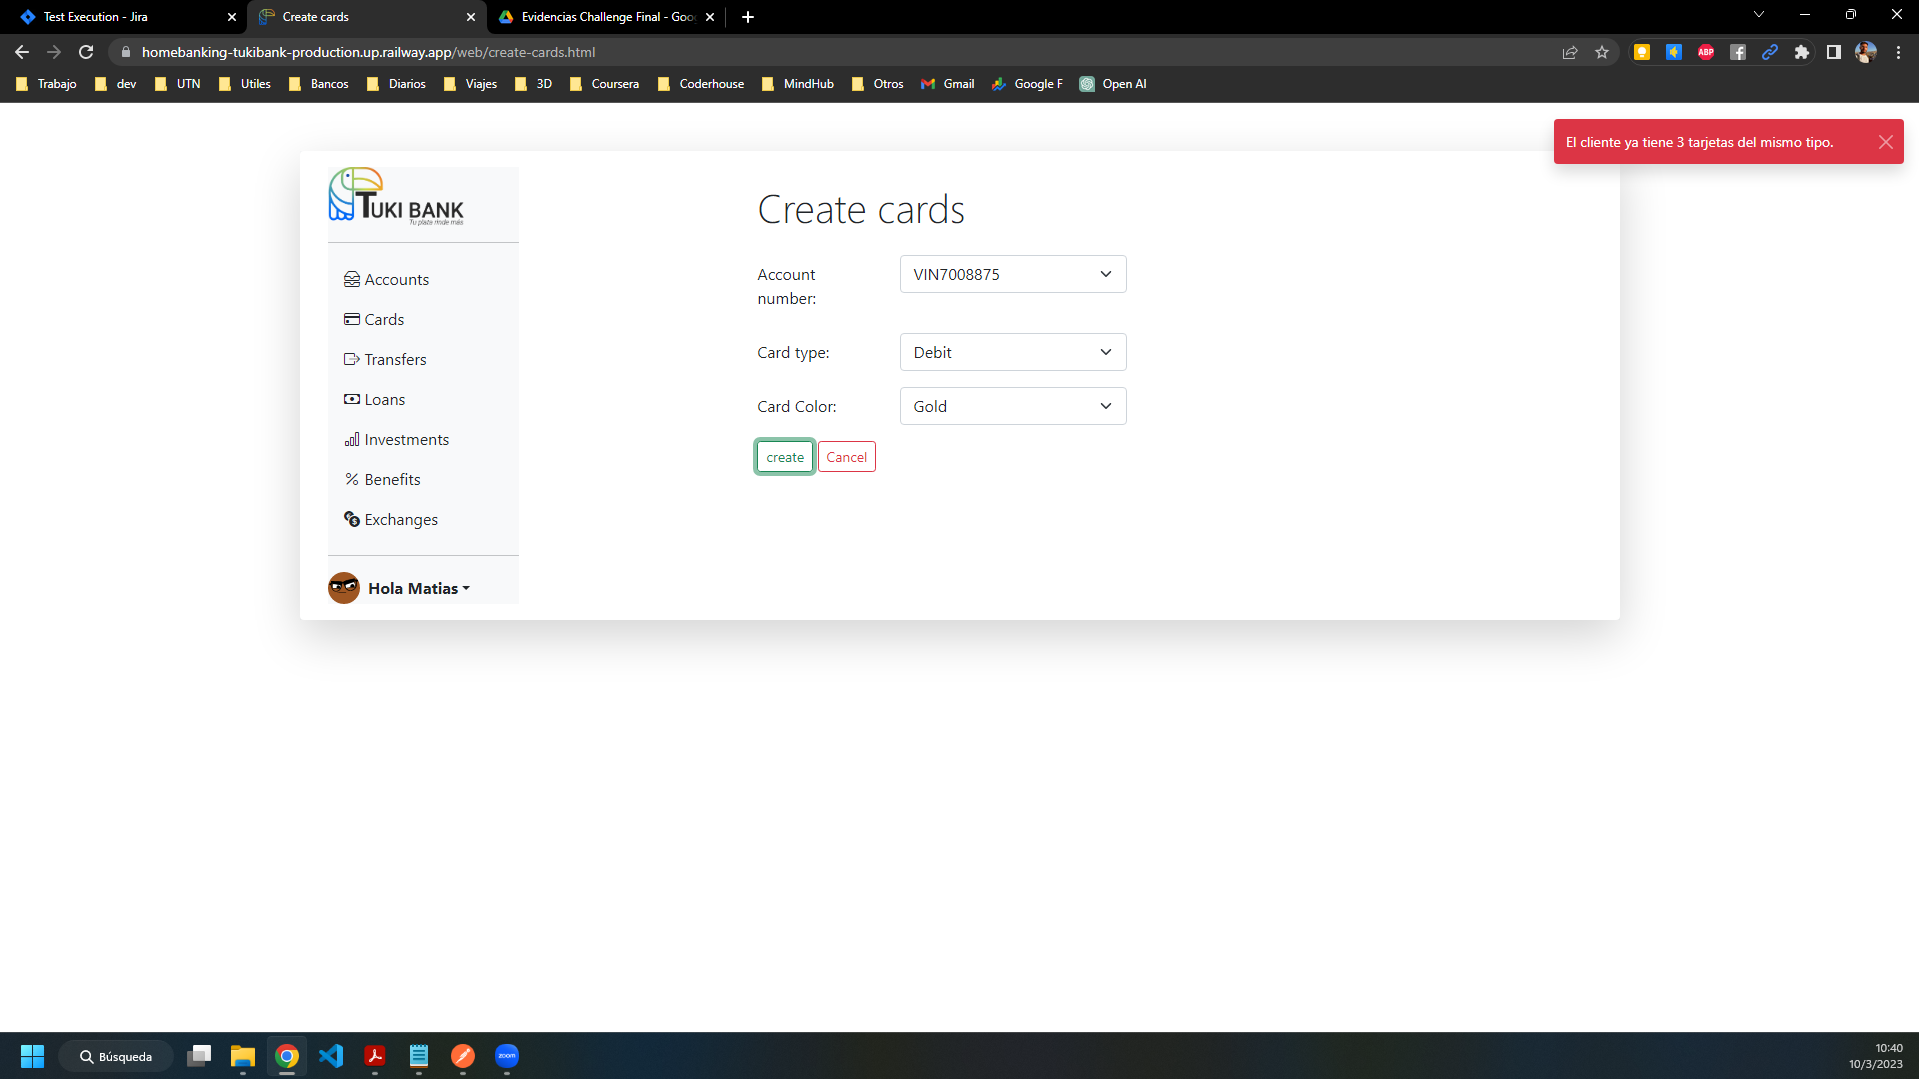 Test Execution - Jira
Create cards
Evidencias Challenge Final - Goo
homebanking-tukibank-production.up.railway.app/web/create-cards.html
ABP
Trabajo
dev
UTN
Utiles
Bancos
Diarios
Viajes
3D
Coursera
Coderhouse
MindHub
Otros
Gmail
Google F
Open AI
El cliente ya tiene 3 tarjetas del mismo tipo.
TUKI BANK
Tu plata rinde más
Create cards
Account number:
VIN7008875
Card type:
Debit
Card Color:
Gold
create
Cancel
Accounts
Cards
Transfers
Loans
Investments
Benefits
Exchanges
Hola Matias
Búsqueda
zoom
10:40
10/3/2023